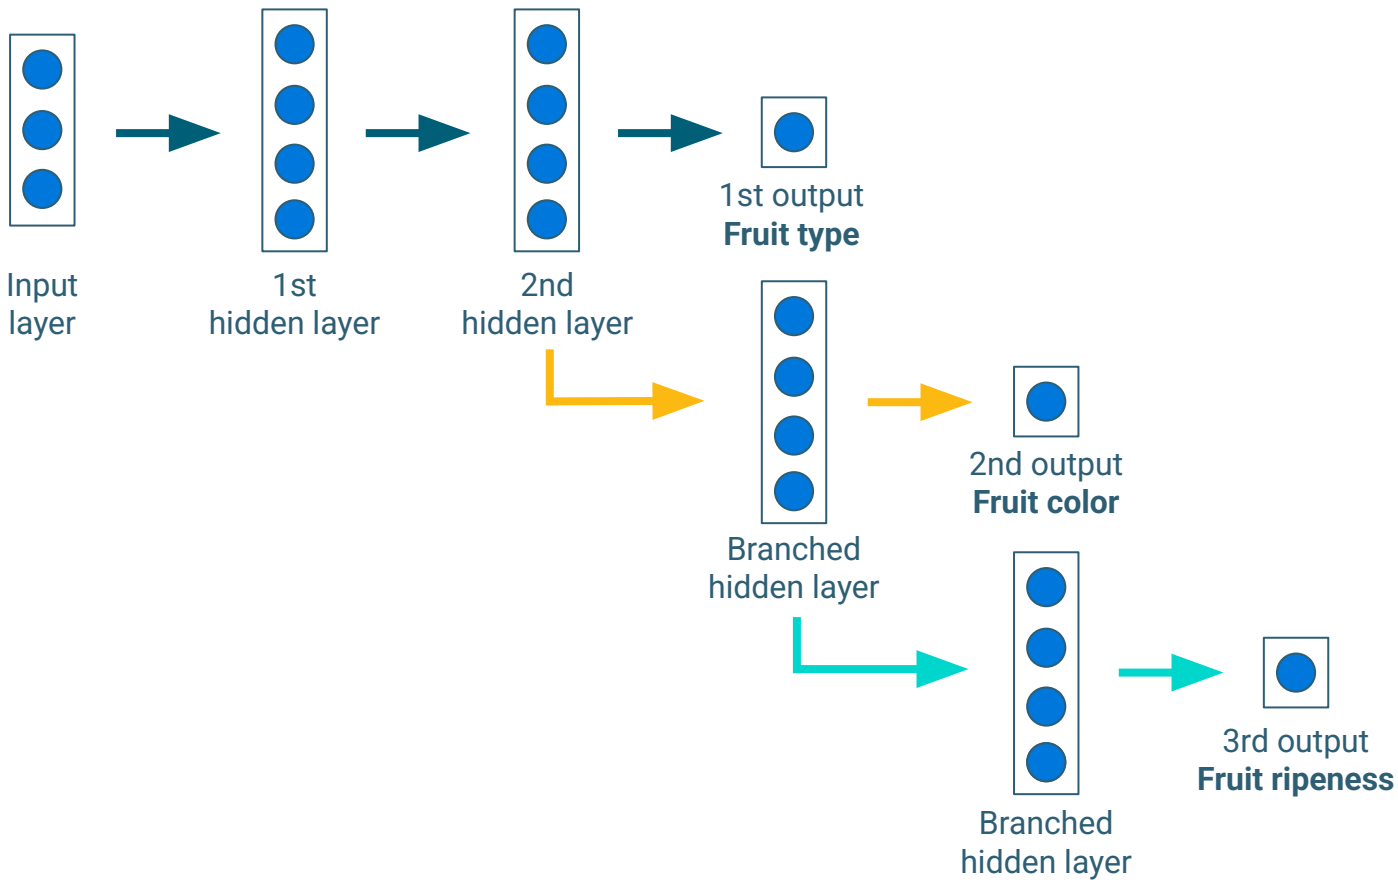 1st output
Fruit type
Input
layer
1st
hidden layer
2nd
hidden layer
2nd output
Fruit color
Branched
hidden layer
3rd output
Fruit ripeness
Branched
hidden layer